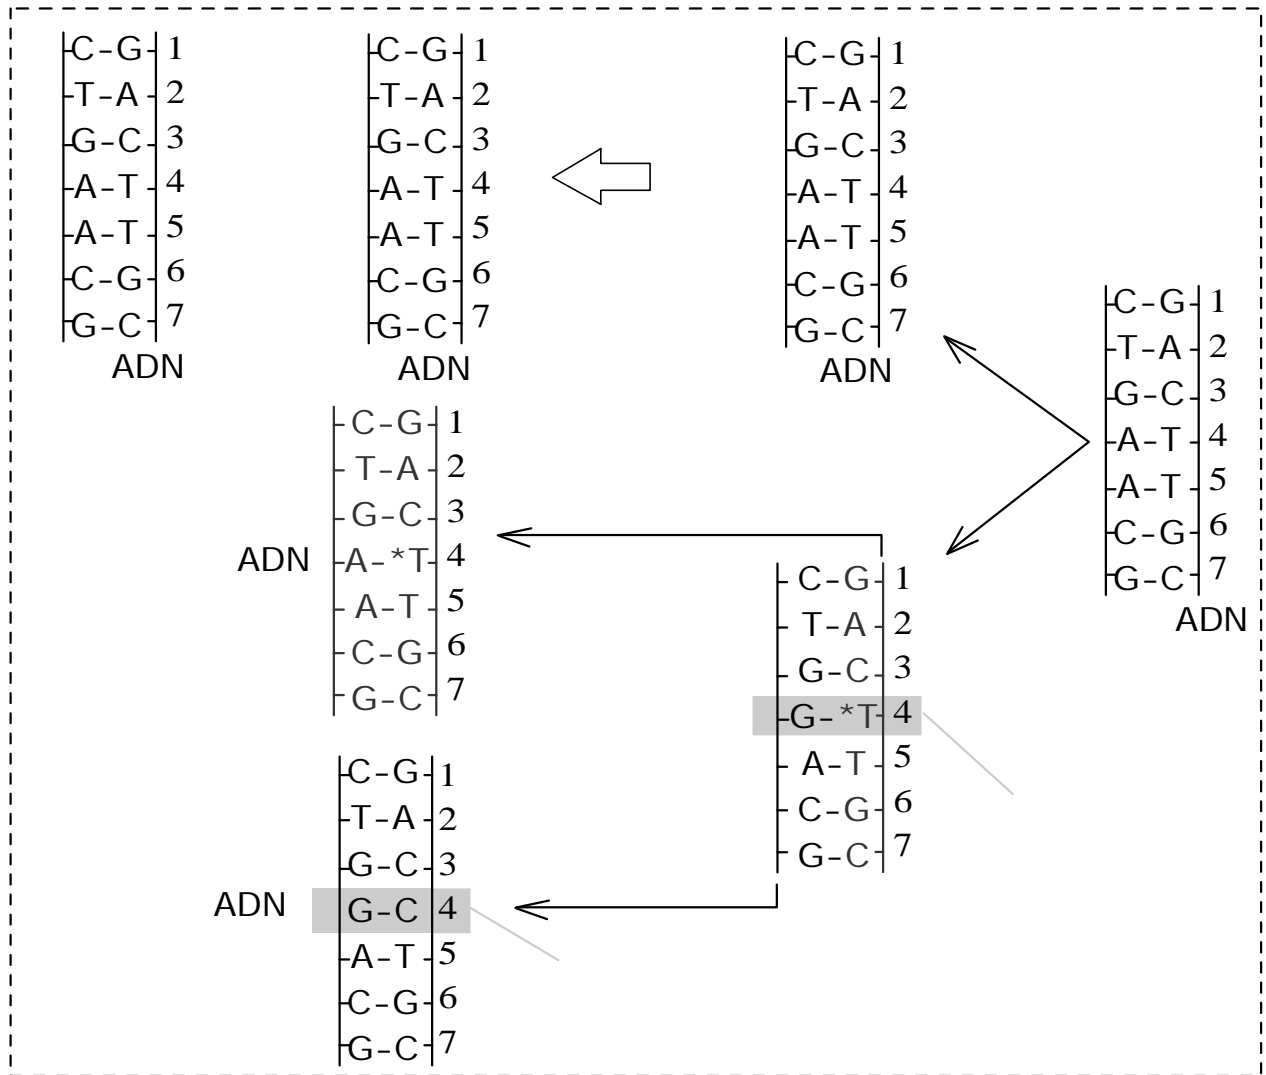 C-G 1
T-A 2
G-C 3
A-T 4
A-T 5
C-G 6
G-C 7
ADN
C-G 1
T-A 2
G-C 3
A-T 4
A-T 5
C-G 6
G-C 7
ADN
C-G 1
T-A 2
G-C 3
A-T 4
A-T 5
C-G 6
G-C 7
ADN
C-G 1
T-A 2
G-C 3
A-T 4
A-T 5
C-G 6
G-C 7
ADN
ADN
C-G 1
T-A 2
G-C 3
A-*T 4
A-T 5
C-G 6
G-C 7
C-G 1
T-A 2
G-C 3
G-*T 4
A-T 5
C-G 6
G-C 7
ADN
C-G 1
T-A 2
G-C 3
G-C 4
A-T 5
C-G 6
G-C 7